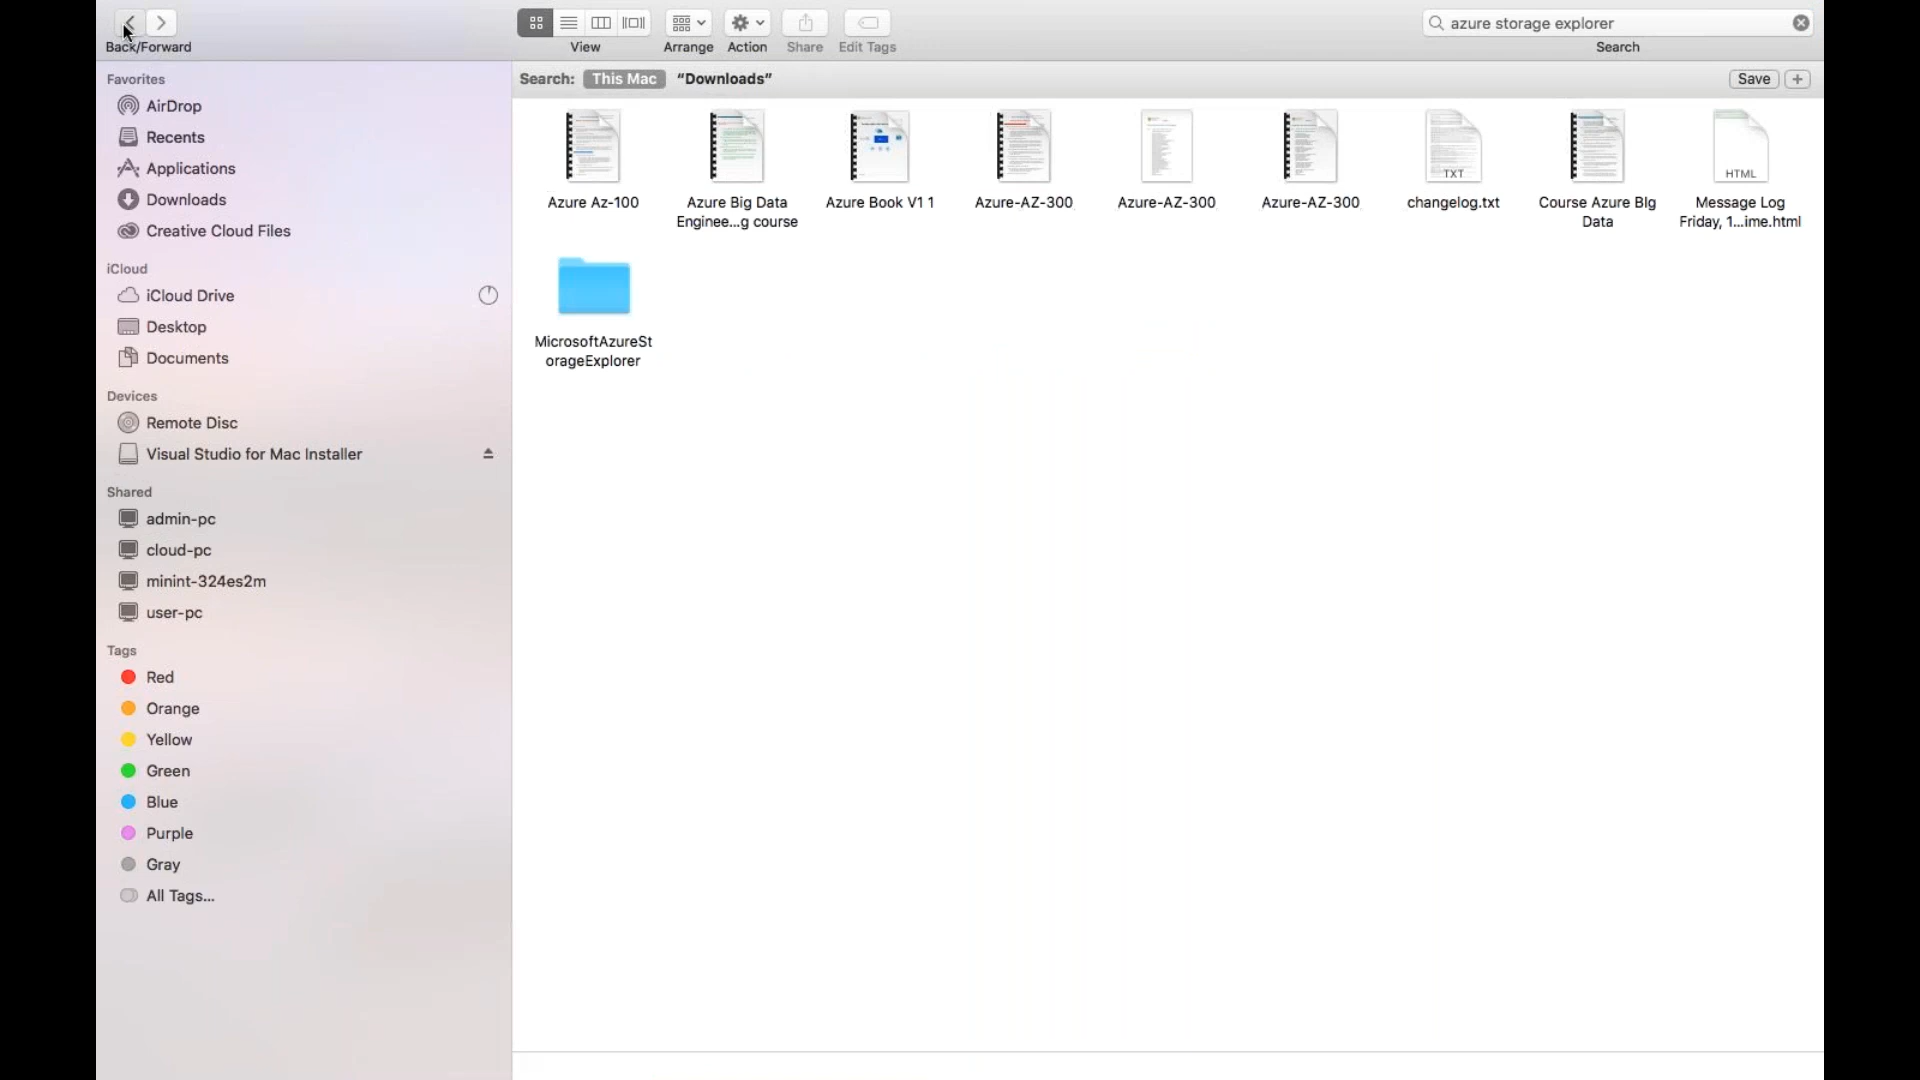 azure storage explorer
Back/Forward
View
Arrange
Action
Share
Edit Tags
Search
Favorites
AirDrop
Recents
Applications
Downloads
Creative Cloud Files
iCloud
iCloud Drive
Desktop
Documents
Devices
Remote Disc
Visual Studio for Mac Installer
Shared
admin-pc
cloud-pc
minint-324es2m
user-pc
Tags
Red
Orange
Yellow
Green
Blue
Purple
Gray
All Tags...
Search: This Mac “Downloads”
Save +
Azure Az-100
Azure Big Data
Enginee...g course
Azure Book V1 1
Azure-AZ-300
Azure-AZ-300
Azure-AZ-300
TXT
changelog.txt
Course Azure BIg
Data
HTML
Message Log
Friday, 1...ime.html
MicrosoftAzureSt
orageExplorer